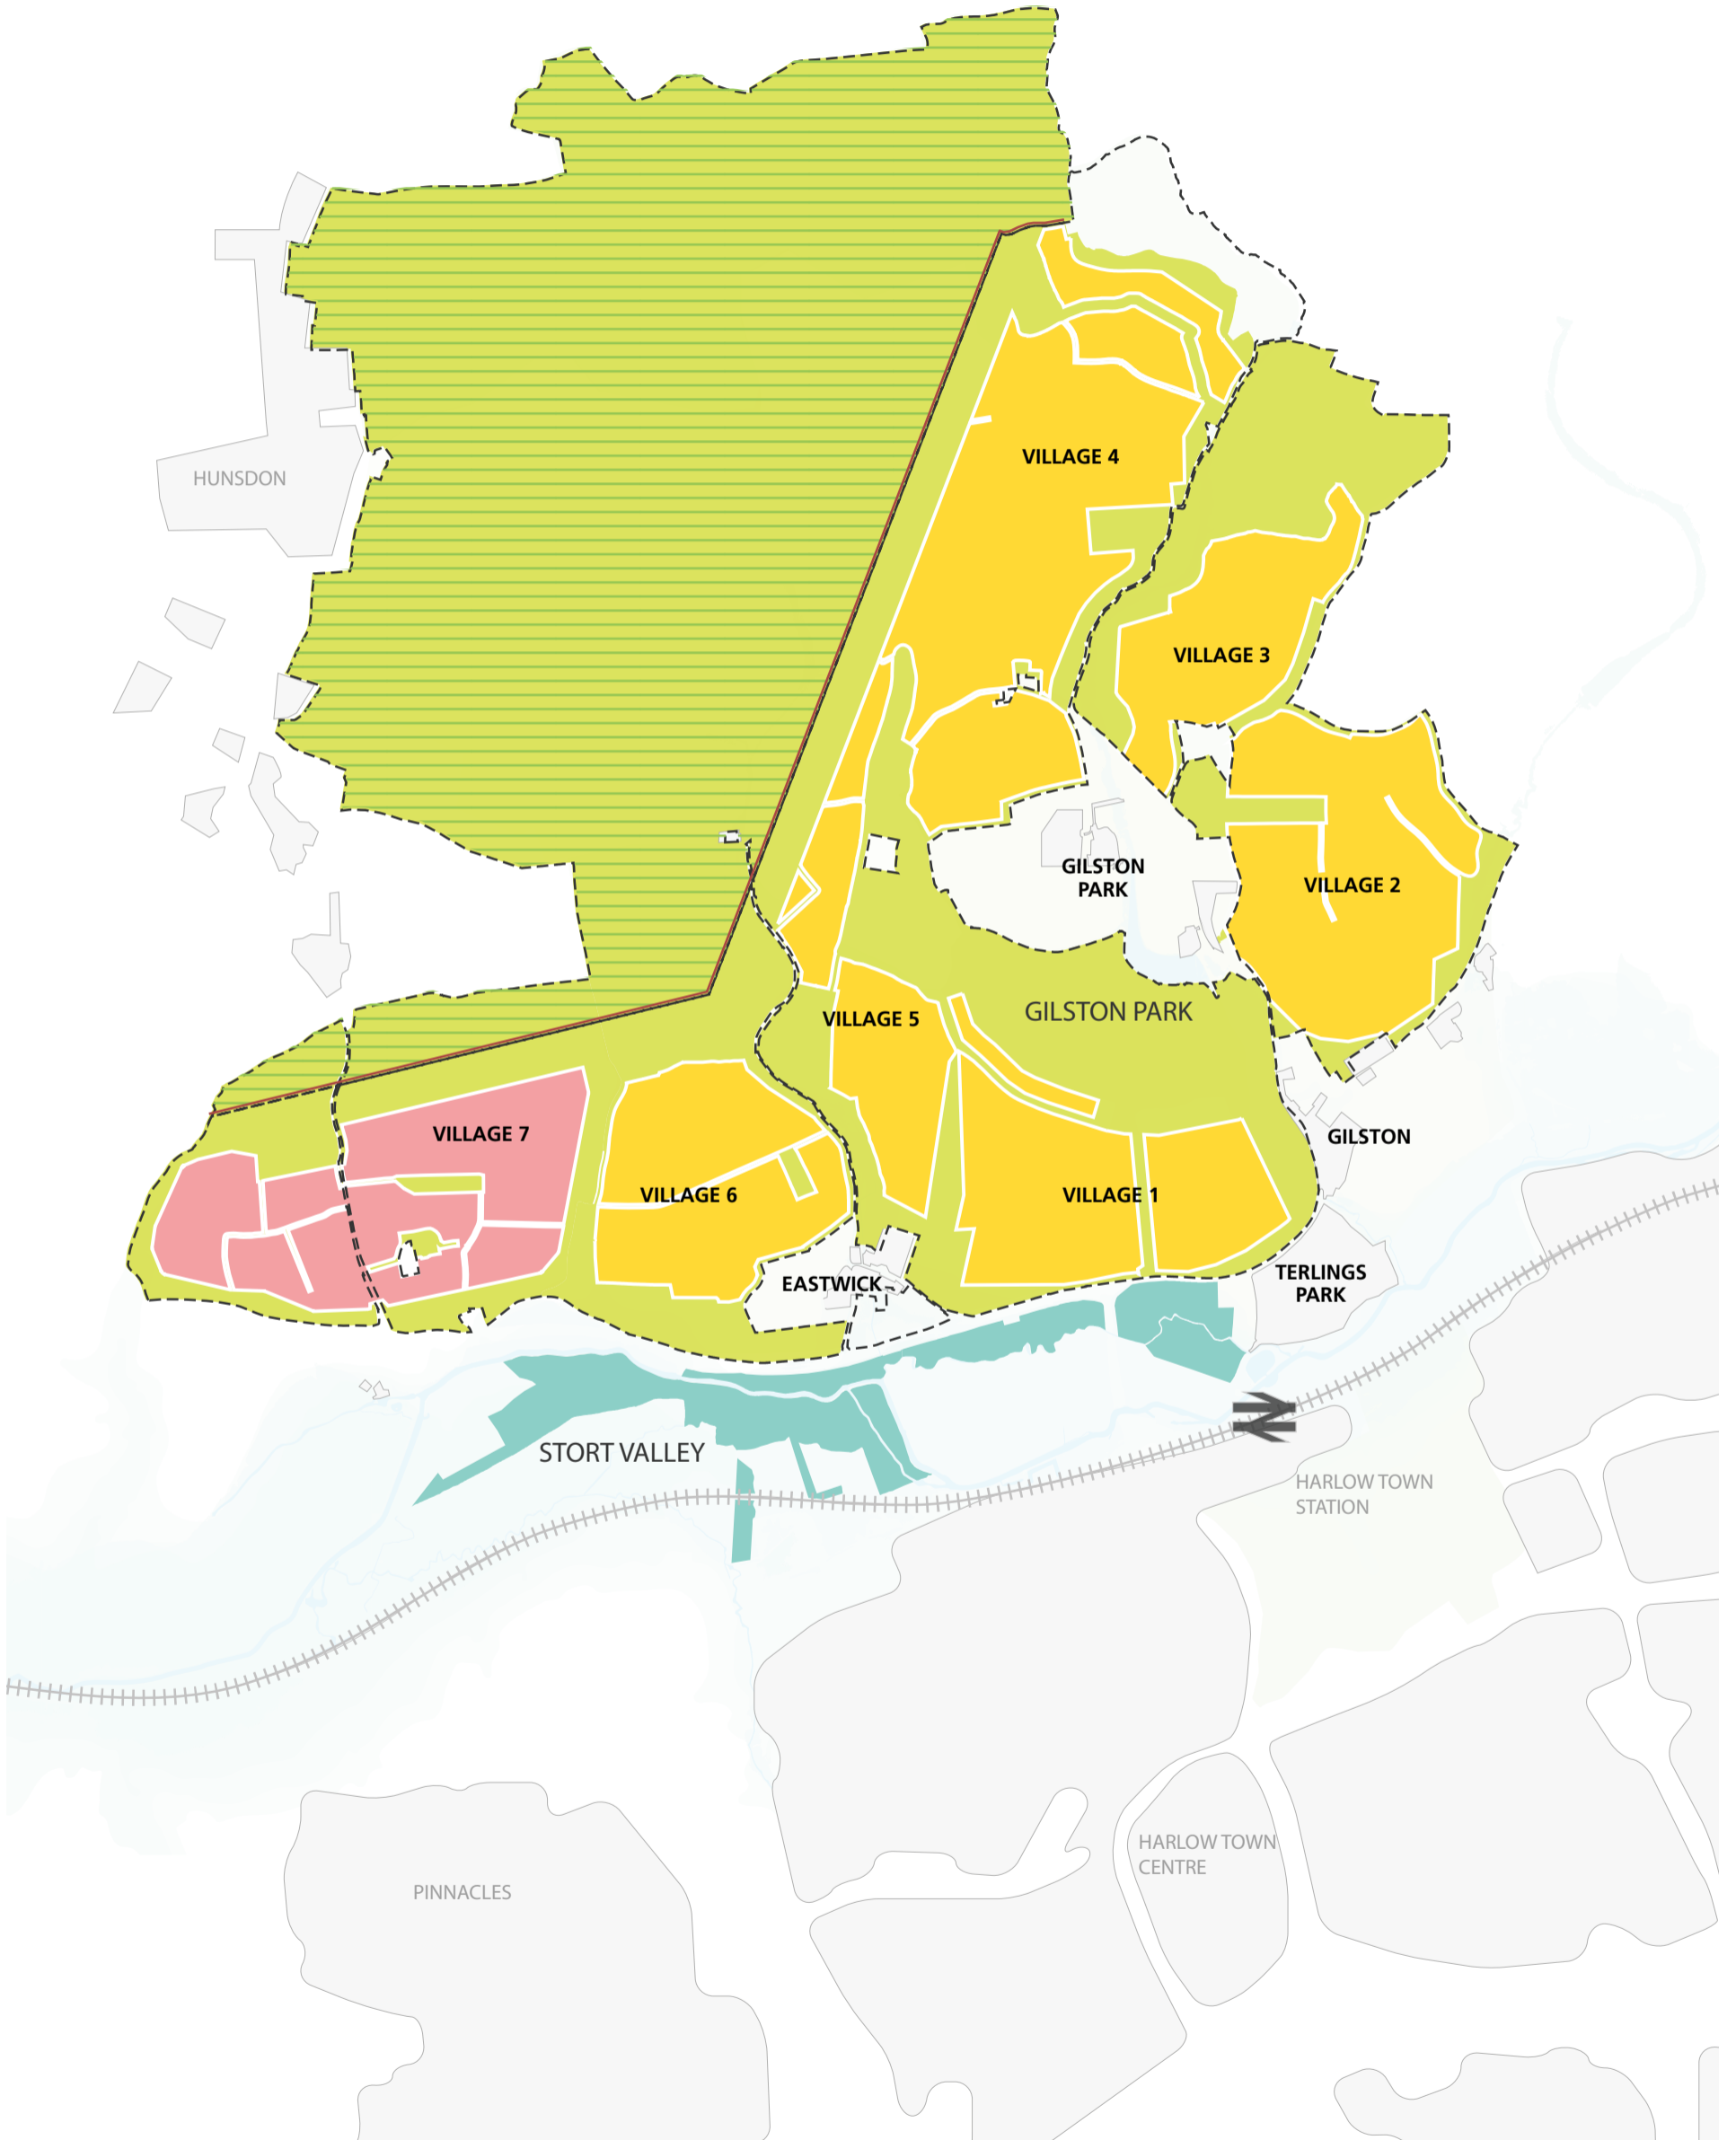 VILLAGE 4
HUNSDON
VILLAGE 3
GILSTON
PARK
VILLAGE 2
GILSTON PARK
VILLAGE 5
VILLAGE 7
GILSTON
VILLAGE 6
VILLAGE 1
TERLINGS
PARK
EASTWICK
STORT VALLEY
HARLOW TOWN
STATION
HARLOW TOWN
CENTRE
PINNACLES